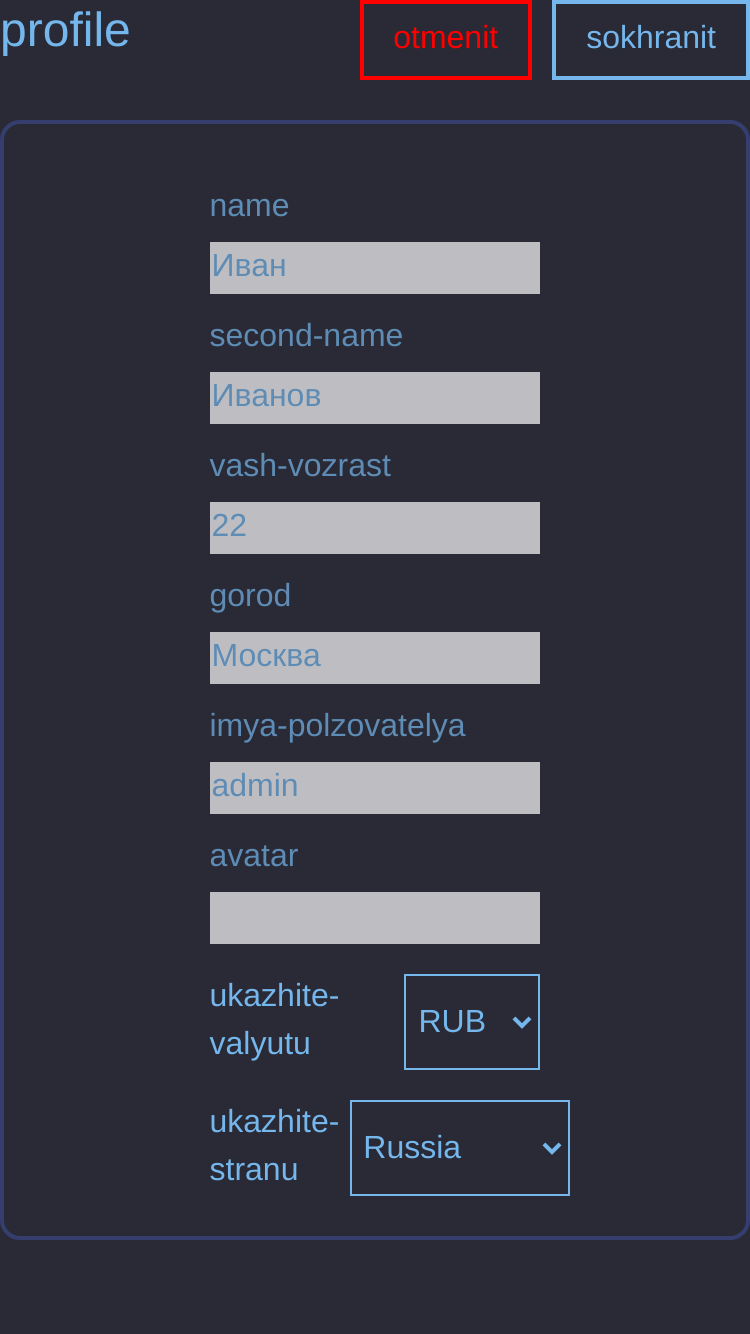 profile
otmenit
sokhranit
name
Иван
second-name
Иванов
vash-vozrast
22
gorod
Москва
imya-polzovatelya
admin
avatar
ukazhite-
valyutu
RUB
ukazhite-
stranu
Russia